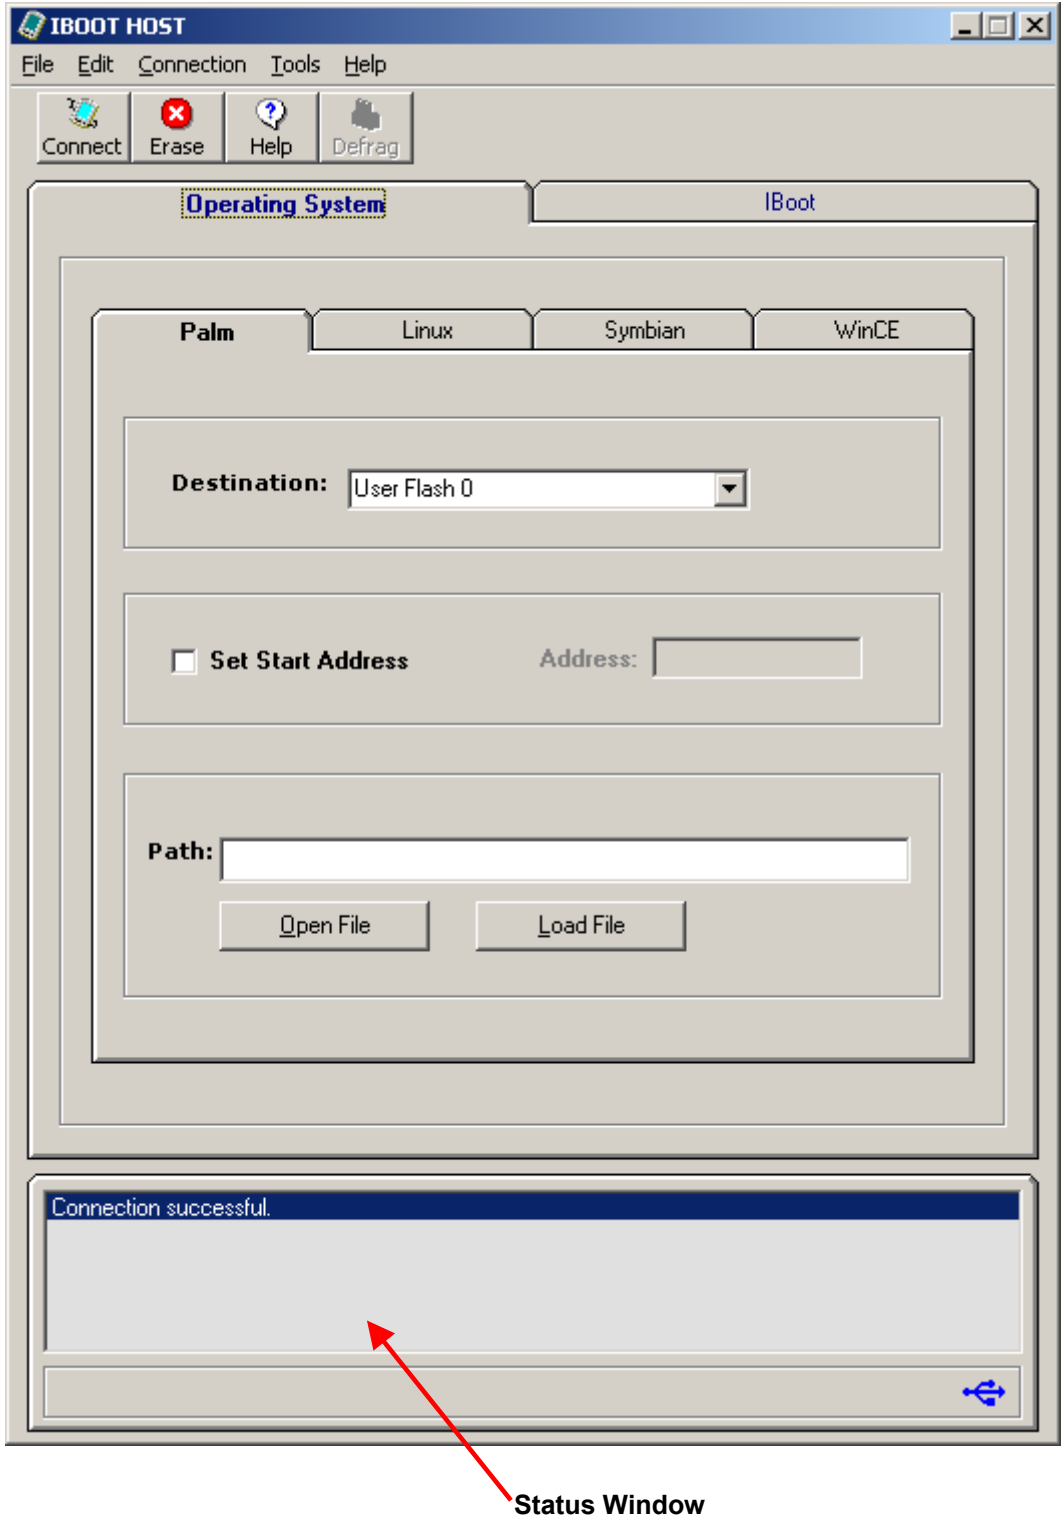 IBOOT HOST
File Edit Connection Tools Help
Connect Erase Help Defrag
Operating System IBoot
Palm Linux Symbian WinCE
Destination: User Flash 0
Set Start Address Address:
Path:
Open File Load File
Connection successful.
Status Window